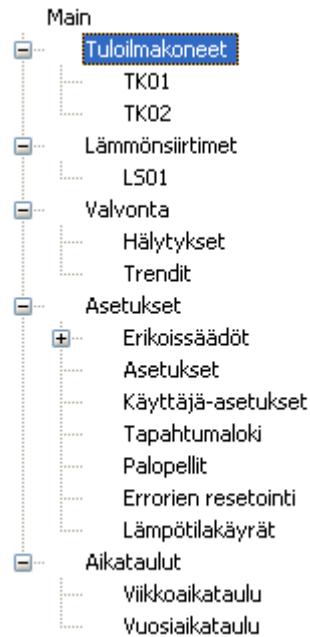 Main
Tuloilmakoneet
TK01
TK02
Lämmönsiirtimet
LS01
Valvonta
Hälytykset
Trendit
Asetukset
Erikoissäädöt
Asetukset
Käyttäjä-asetukset
Tapahtumaloki
Palopellit
Errorien resetointi
Lämpötilakäyrät
Aikataulut
Viikkoaikataulu
Vuosiaikataulu